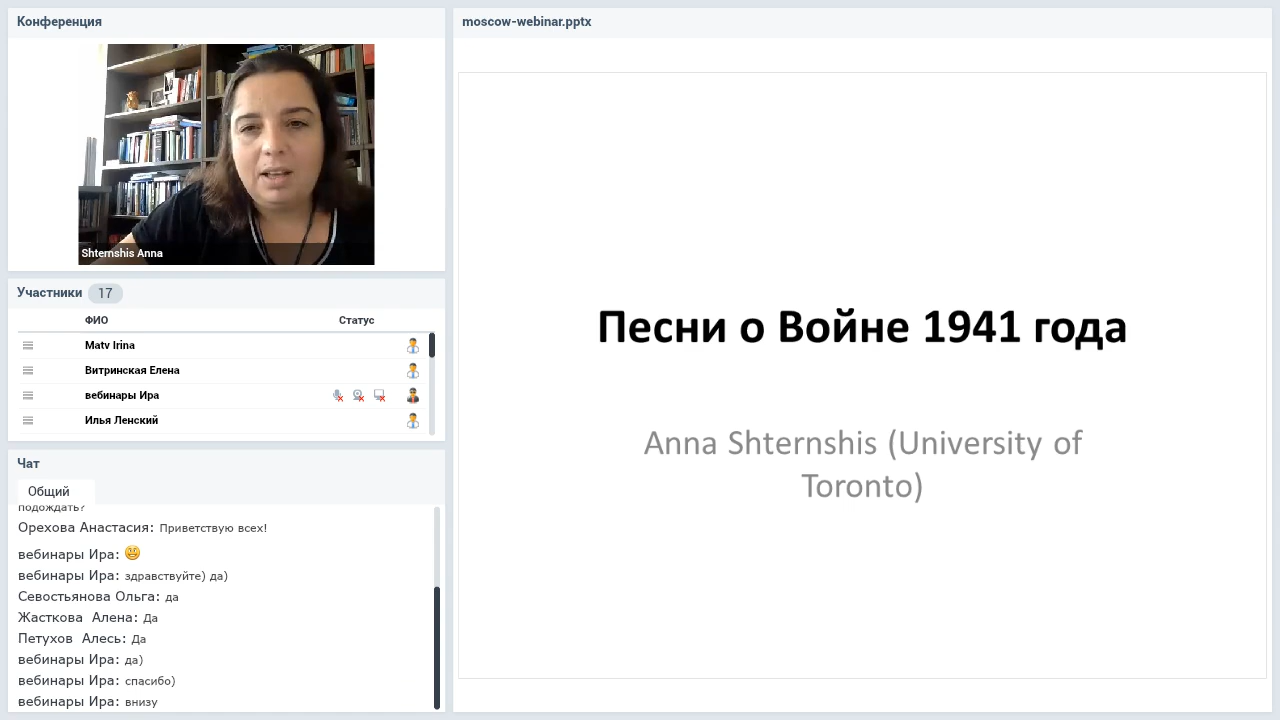 Конференция
Shternshis Anna
Участники 17
ФИО Статус
Matv Irina
Витринская Елена
вебинары Ира
Илья Ленский
Чат
Общий
подождать?
Орехова Анастасия: Приветствую всех!
вебинары Ира:
вебинары Ира: здравствуйте) да)
Севостьянова Ольга: да
Жасткова Алена: Да
Петухов Алесь: Да
вебинары Ира: да)
вебинары Ира: спасибо)
вебинары Ира: внизу
moscow-webinar.pptx
Песни о Войне 1941 года
Anna Shternshis (University of
Toronto)